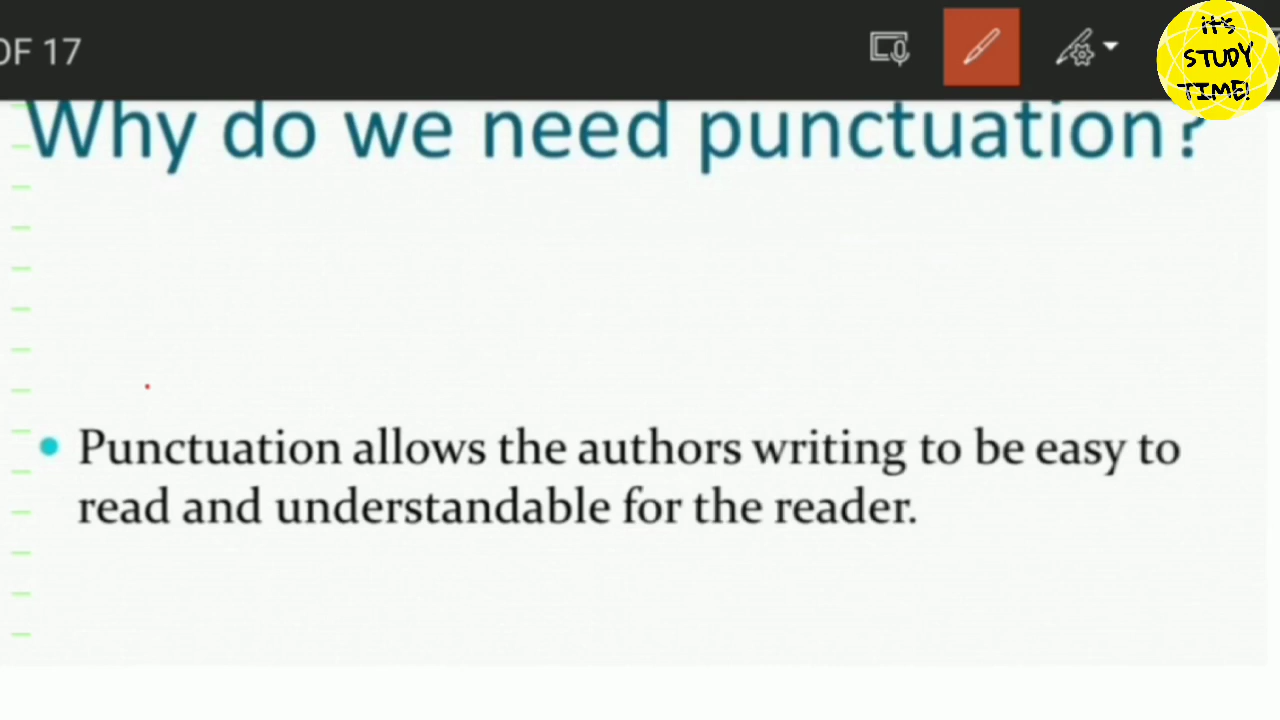 OF 17
it's
STUDY
TIME!
Why do we need punctuation?
Punctuation allows the authors writing to be easy to
read and understandable for the reader.